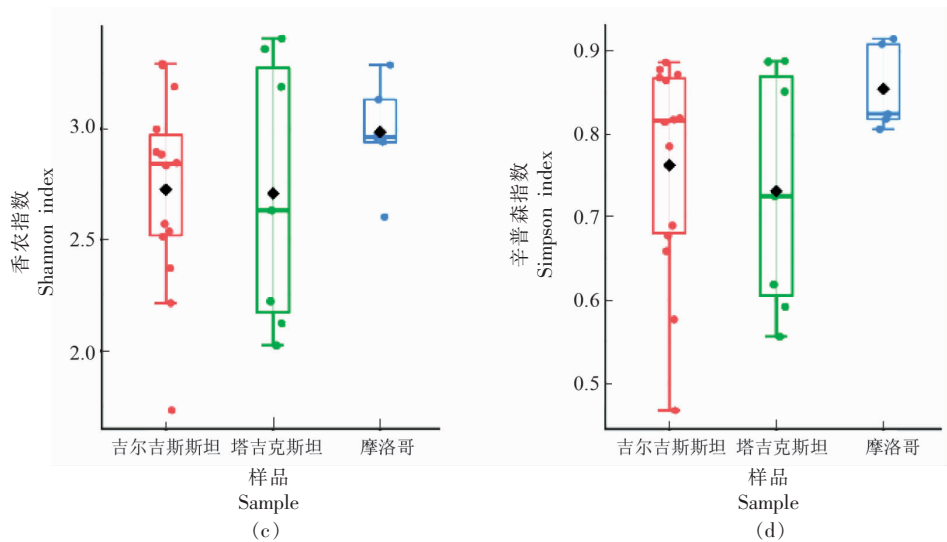 香农指数
Shannon index
3.0
2.5
2.0
吉尔吉斯斯坦 塔吉克斯坦 摩洛哥
样品
Sample
(c)
辛普森指数
Simpson index
0.9
0.8
0.7
0.6
0.5
吉尔吉斯斯坦 塔吉克斯坦 摩洛哥
样品
Sample
(d)